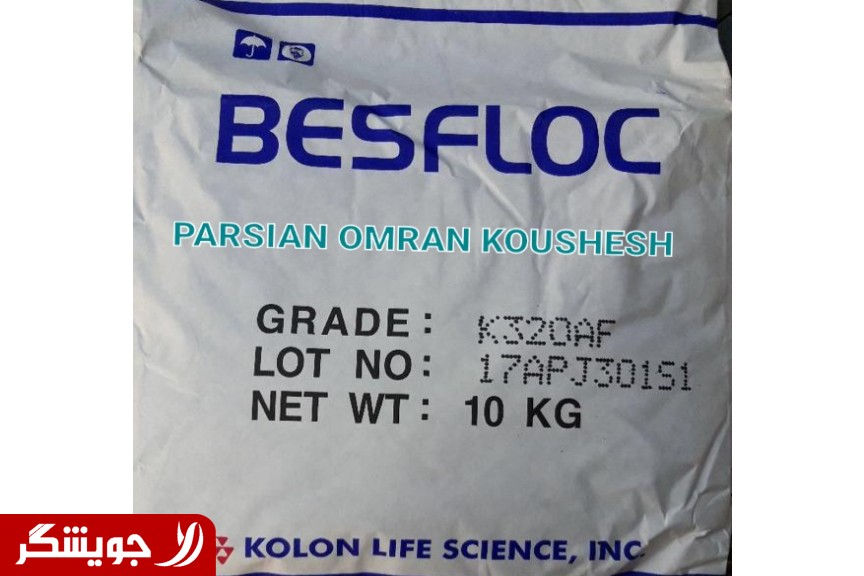 BESFLOC
PARSIAN OMRAN KOUSHESH
GRADE: K320AF
LOT NO: 17APJ30151
NET WT: 10 KG
KOLON LIFE SCIENCE, INC.
جویشگر